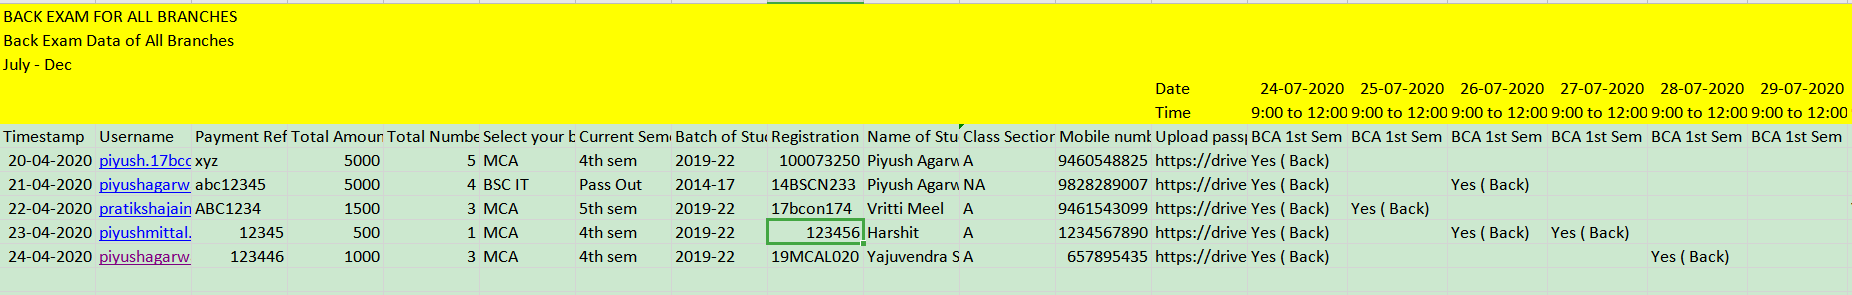 BACK EXAM FOR ALL BRANCHES
Back Exam Data of All Branches
July - Dec
Date 24-07-2020 25-07-2020 26-07-2020 27-07-2020 28-07-2020 29-07-2020
Time 9:00 to 12:00 9:00 to 12:00 9:00 to 12:00 9:00 to 12:00 9:00 to 12:00 9:00 to 12:00
Timestamp Username Payment Ref Total Amoun Total Numbe Select your b Current Seme Batch of Stud Registration Name of Stu Class Section Mobile numb Upload passp BCA 1st Sem BCA 1st Sem BCA 1st Sem BCA 1st Sem BCA 1st Sem BCA 1st Sem
20-04-2020 piyush.17bcc xyz 5000 5 MCA 4th sem 2019-22 100073250 Piyush Agarw A 9460548825 https://drive Yes ( Back)
21-04-2020 piyushagarw abc12345 5000 4 BSC IT Pass Out 2014-17 14BSCN233 Piyush Agarw NA 9828289007 https://drive Yes ( Back) Yes ( Back)
22-04-2020 pratikshajain ABC1234 1500 3 MCA 5th sem 2019-22 17bcon174 Vritti Meel A 9461543099 https://drive Yes ( Back) Yes ( Back)
23-04-2020 piyushmittal. 12345 500 1 MCA 4th sem 2019-22 123456 Harshit A 1234567890 https://drive Yes ( Back) Yes ( Back) Yes ( Back)
24-04-2020 piyushagarw 123446 1000 3 MCA 4th sem 2019-22 19MCAL020 Yajuvendra S A 657895435 https://drive Yes ( Back) Yes ( Back)